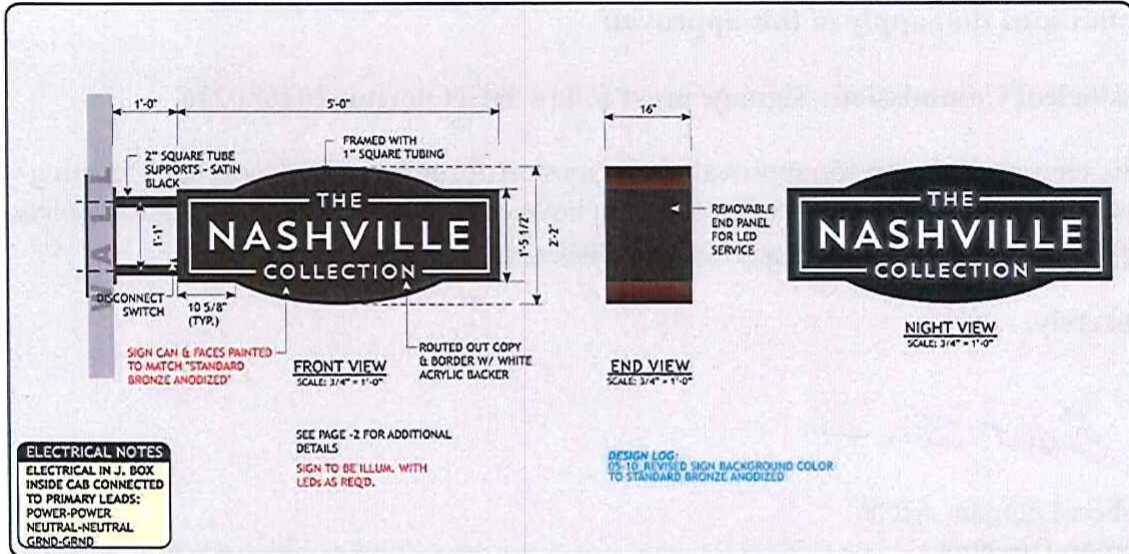 1'-0"
5'-0"
2" SQUARE TUBE
SUPPORTS - SATIN
BLACK
FRAMED WITH
1" SQUARE TUBING
WALL
1'-1"
THE
NASHVILLE
COLLECTION
1'-5 1/2"
2'-2"
DISCONNECT
SWITCH
10 5/8"
(TYP.)
SIGN CAN & FACES PAINTED
TO MATCH "STANDARD
BRONZE ANODIZED"
FRONT VIEW
SCALE: 3/4" = 1'-0"
ROUTED OUT COPY
& BORDER W/ WHITE
ACRYLIC BACKER
16"
REMOVABLE
END PANEL
FOR LED
SERVICE
END VIEW
SCALE: 3/4" = 1'-0"
THE
NASHVILLE
COLLECTION
NIGHT VIEW
SCALE: 3/4" = 1'-0"
ELECTRICAL NOTES
ELECTRICAL IN J. BOX
INSIDE CAB CONNECTED
TO PRIMARY LEADS:
POWER-POWER
NEUTRAL-NEUTRAL
GRND-GRND
SEE PAGE -2 FOR ADDITIONAL
DETAILS
SIGN TO BE ILLUM. WITH
LEDs AS REQ'D.
DESIGN LOG:
05-10_REVISED SIGN BACKGROUND COLOR
TO STANDARD BRONZE ANODIZED